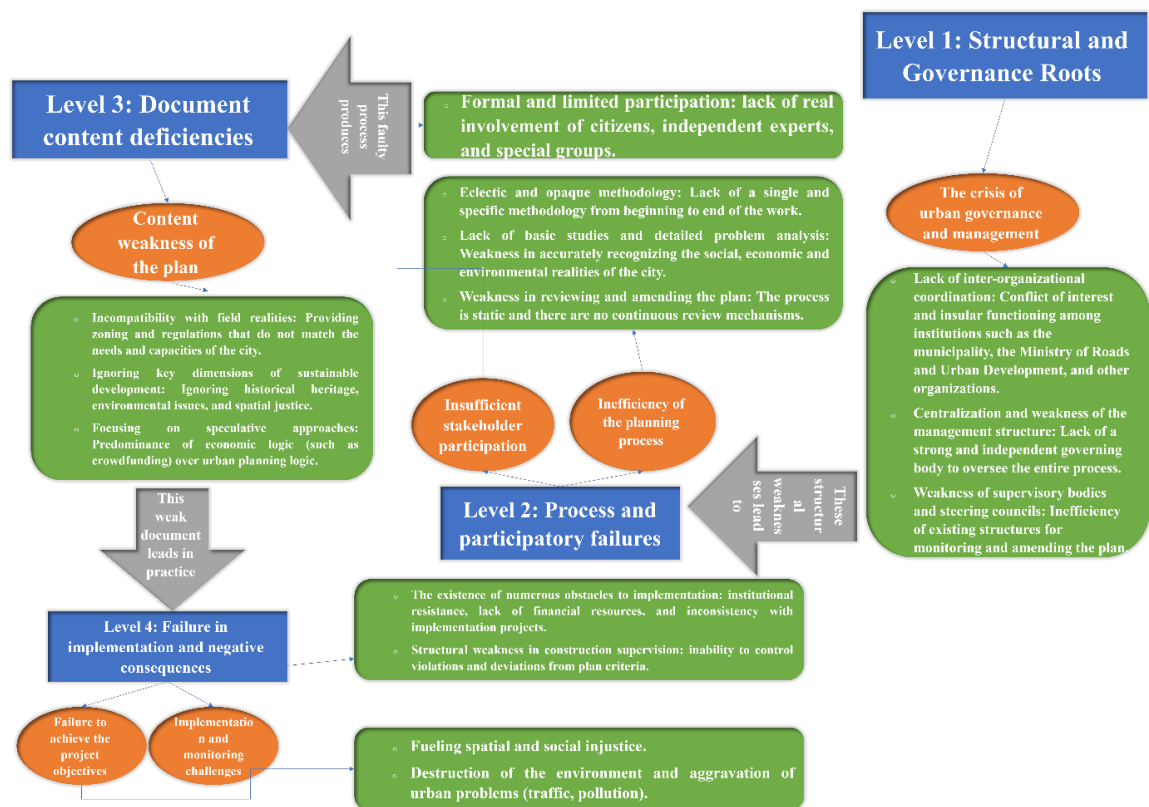 Level 1: Structural and
Governance Roots
The crisis of
urban governance
and management
Lack of inter-organizational
coordination: Conflict of interest
and insular functioning among
institutions such as the
municipality, the Ministry of Roads
and Urban Development, and other
organizations.
Centralization and weakness of the
management structure: Lack of a
strong and independent governing
body to oversee the entire process.
Weakness of supervisory bodies
and steering councils: Inefficiency
of existing structures for
monitoring and amending the plan.
These
structur
al
weaknes
ses lead
to
Level 2: Process and
participatory failures
Insufficient
stakeholder
participation
Inefficiency of
the planning
process
Formal and limited participation: lack of real
involvement of citizens, independent experts,
and special groups.
Eclectic and opaque methodology: Lack of a single and
specific methodology from beginning to end of the work.
Lack of basic studies and detailed problem analysis:
Weakness in accurately recognizing the social, economic and
environmental realities of the city.
Weakness in reviewing and amending the plan: The process
is static and there are no continuous review mechanisms.
This faulty
process
produces
Level 3: Document
content deficiencies
Content
weakness of
the plan
Incompatibility with field realities: Providing
zoning and regulations that do not match the
needs and capacities of the city.
Ignoring key dimensions of sustainable
development: Ignoring historical heritage,
environmental issues, and spatial justice.
Focusing on speculative approaches:
Predominance of economic logic (such as
crowdfunding) over urban planning logic.
This
weak
document
leads in
practice
Level 4: Failure in
implementation and negative
consequences
The existence of numerous obstacles to implementation: institutional
resistance, lack of financial resources, and inconsistency with
implementation projects.
Structural weakness in construction supervision: inability to control
violations and deviations from plan criteria.
Failure to
achieve the
project
objectives
Implementatio
n and
monitoring
challenges
Fueling spatial and social injustice.
Destruction of the environment and aggravation of
urban problems (traffic, pollution).